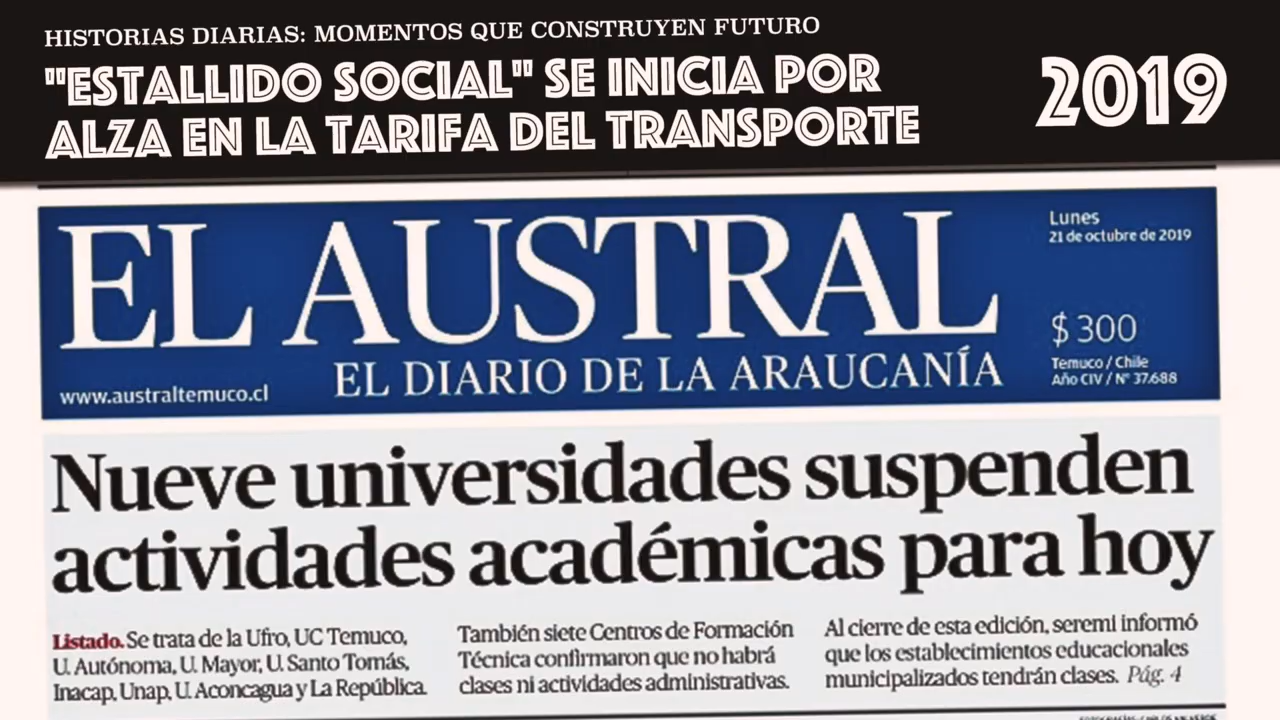 HISTORIAS DIARIAS: MOMENTOS QUE CONSTRUYEN FUTURO
"ESTALLIDO SOCIAL" SE INICIA POR
ALZA EN LA TARIFA DEL TRANSPORTE
2019
EL AUSTRAL
EL DIARIO DE LA ARAUCANÍA
www.australtemuco.cl
Lunes
21 de octubre de 2019
$ 300
Temuco / Chile
Año CIV / N° 37.688
Nueve universidades suspenden
actividades académicas para hoy
Listado. Se trata de la Ufro, UC Temuco,
U. Autónoma, U. Mayor, U. Santo Tomás,
Inacap, Unap, U. Aconcagua y La República.
También siete Centros de Formación
Técnica confirmaron que no habrá
clases ni actividades administrativas.
Al cierre de esta edición, seremi informó
que los establecimientos educacionales
municipalizados tendrán clases. Pág. 4